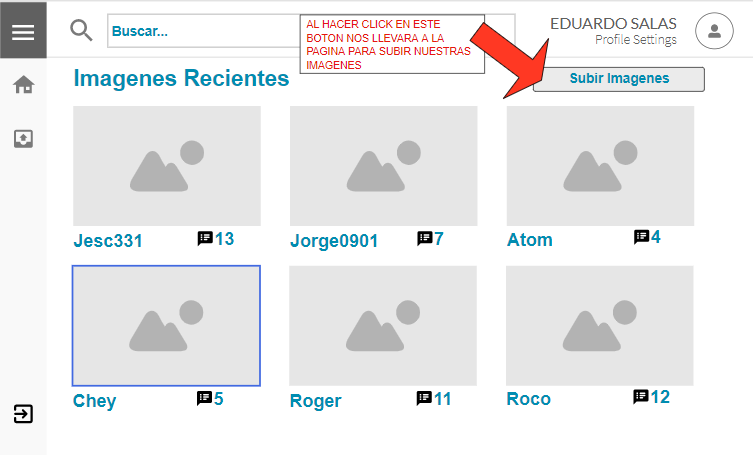 Buscar...
AL HACER CLICK EN ESTE
BOTON NOS LLEVARA A LA
PAGINA PARA SUBIR NUESTRAS
IMAGENES
EDUARDO SALAS
Profile Settings
Imagenes Recientes
Subir Imagenes
Jesc331 13
Jorge0901 7
Atom 4
Chey 5
Roger 11
Roco 12